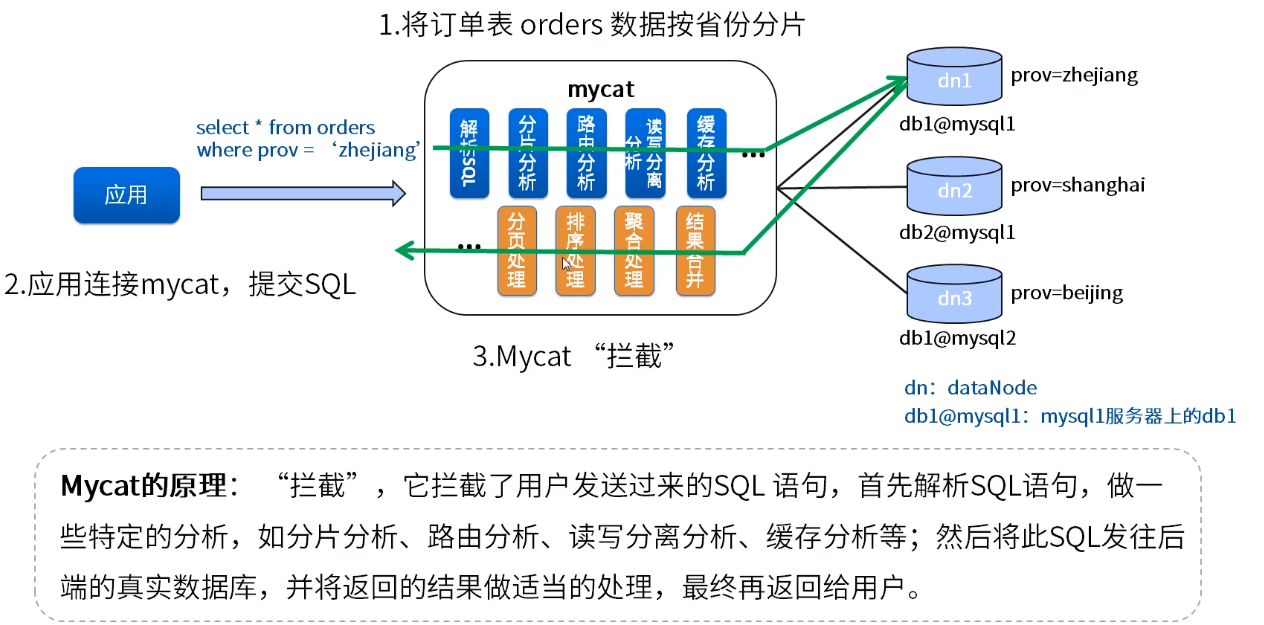 1.将订单表 orders 数据按省份分片
mycat
select * from orders
where prov = ‘zhejiang’
应用
解析SQL
分片分析
路由分析
读写分离
分析
缓存分析
...
... 
分页处理
排序处理
聚合处理
结果合并
2.应用连接mycat，提交SQL
3.Mycat “拦截”
dn1
prov=zhejiang
db1@mysql1
dn2
prov=shanghai
db2@mysql1
dn3
prov=beijing
db1@mysql2
dn：dataNode
db1@mysql1：mysql1服务器上的db1
Mycat的原理： “拦截”，它拦截了用户发送过来的SQL 语句，首先解析SQL语句，做一
些特定的分析，如分片分析、路由分析、读写分离分析、缓存分析等；然后将此SQL发往后
端的真实数据库，并将返回的结果做适当的处理，最终再返回给用户。